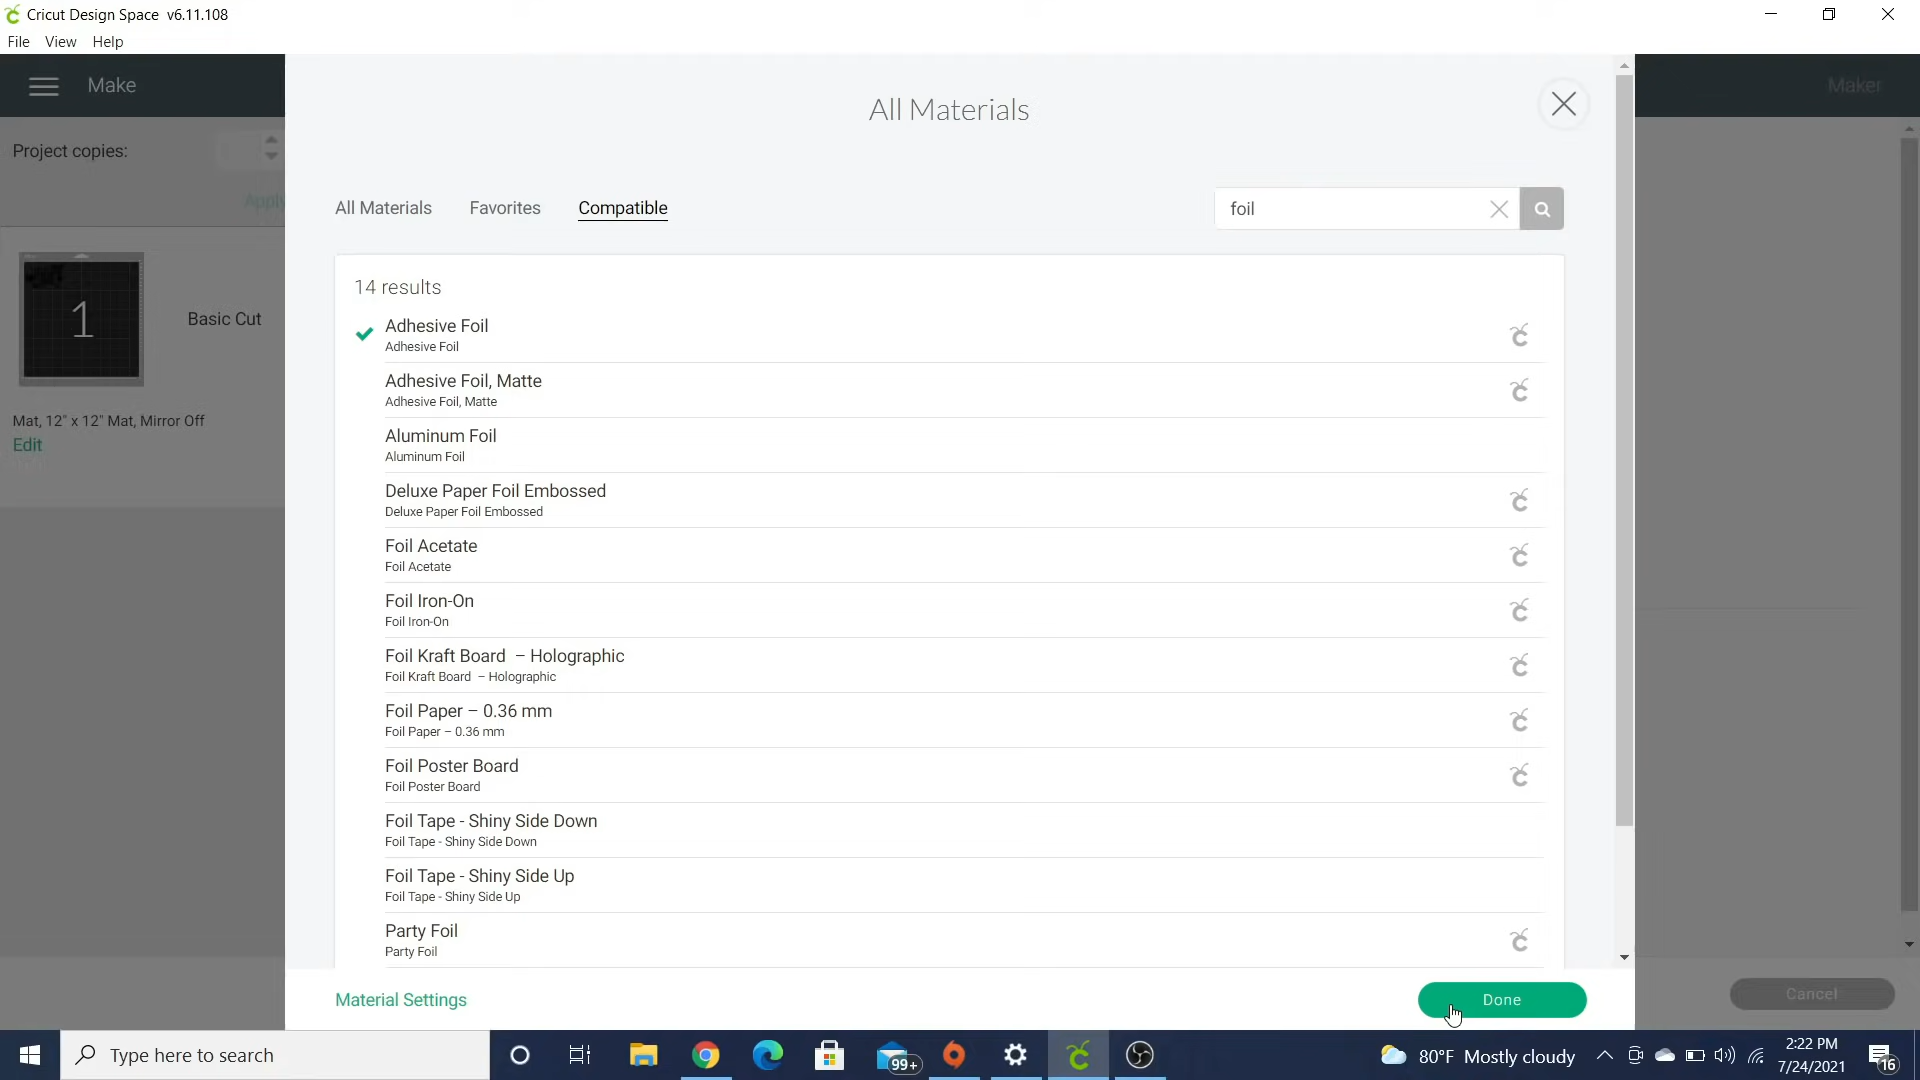 Cricut Design Space v6.11.108
File View Help
Make
Maker
All Materials
Project copies:
Apply
All Materials Favorites Compatible
foil
14 results
Adhesive Foil
Adhesive Foil
1
Basic Cut
Adhesive Foil, Matte
Adhesive Foil, Matte
Mat, 12" x 12" Mat, Mirror Off
Edit
Aluminum Foil
Aluminum Foil
Deluxe Paper Foil Embossed
Deluxe Paper Foil Embossed
Foil Acetate
Foil Acetate
Foil Iron-On
Foil Iron-On
Foil Kraft Board – Holographic
Foil Kraft Board – Holographic
Foil Paper – 0.36 mm
Foil Paper – 0.36 mm
Foil Poster Board
Foil Poster Board
Foil Tape - Shiny Side Down
Foil Tape - Shiny Side Down
Foil Tape - Shiny Side Up
Foil Tape - Shiny Side Up
Party Foil
Party Foil
Material Settings
Done
Cancel
Type here to search
99+
80°F Mostly cloudy
2:22 PM
7/24/2021
16